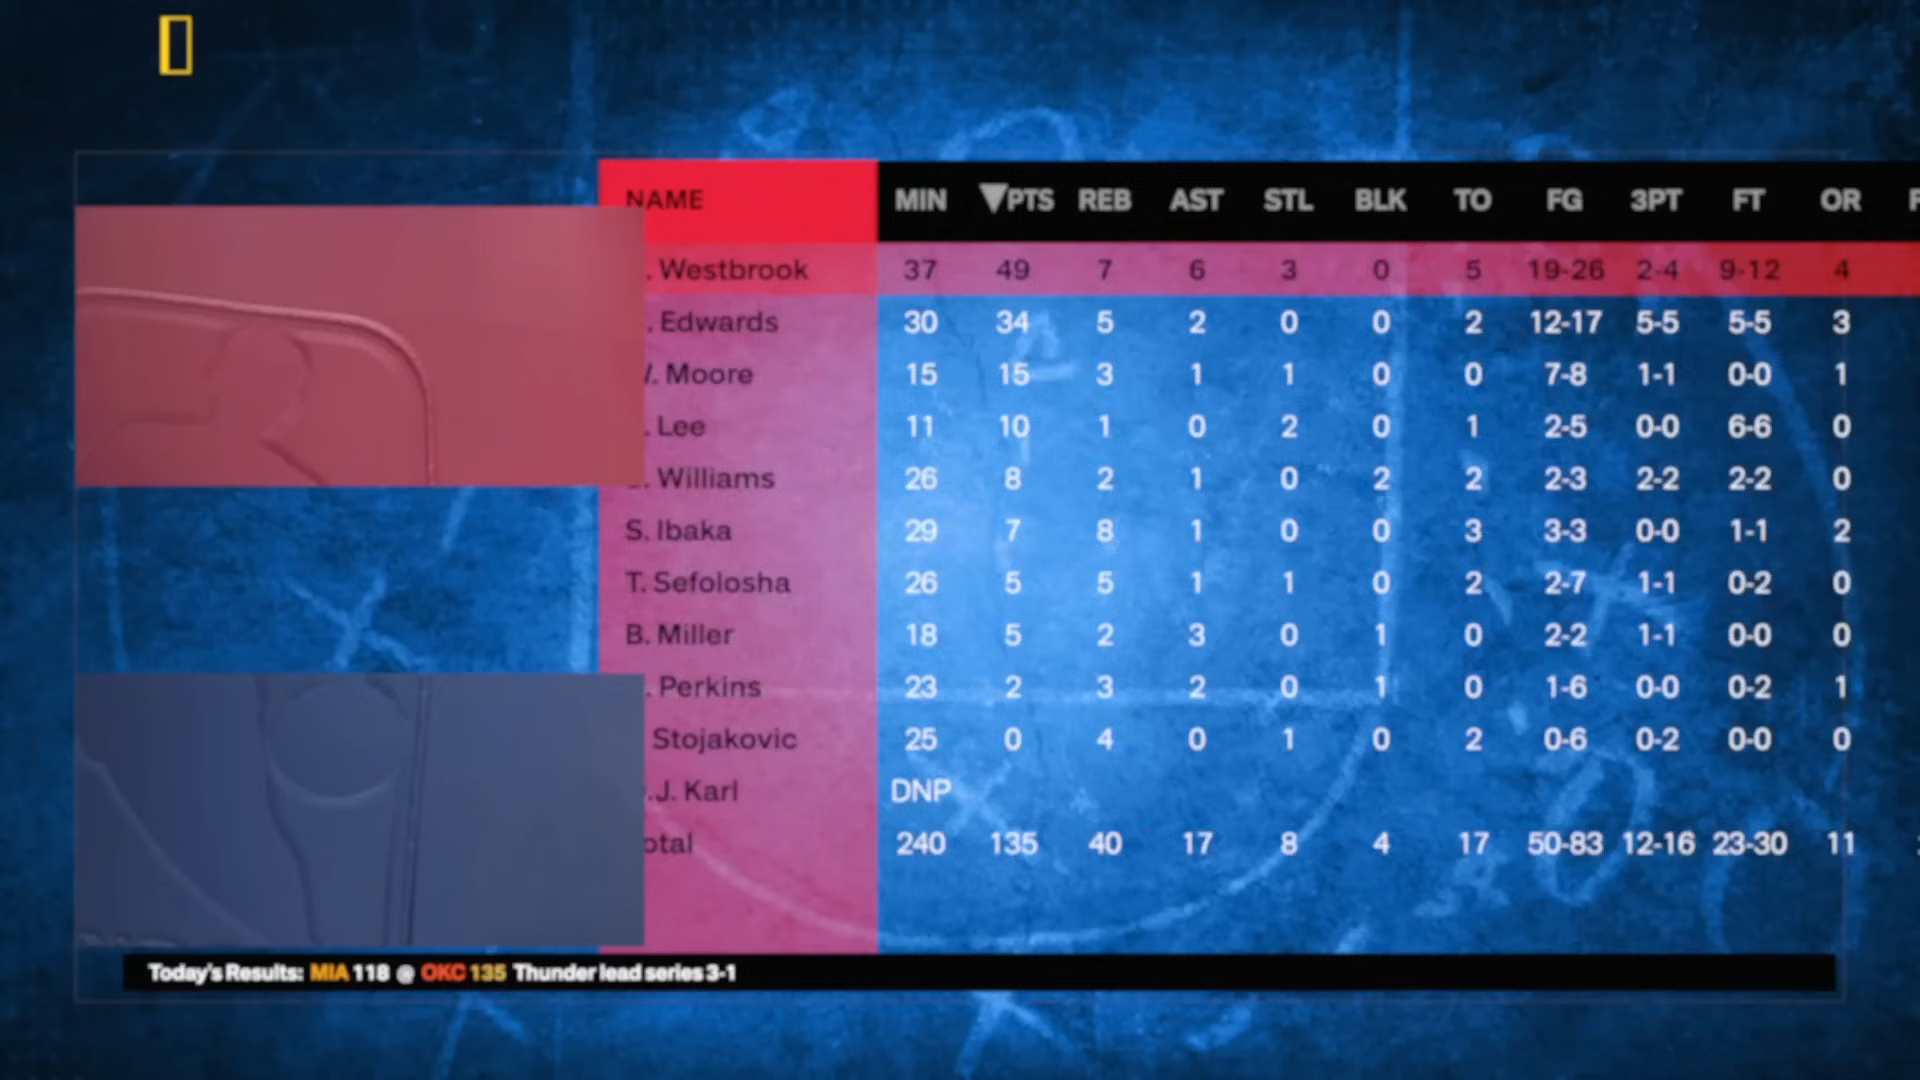 NAME MIN ▼PTS REB AST STL BLK TO FG 3PT FT OR
. Westbrook 37 49 7 6 3 0 5 19-26 2-4 9-12 4
. Edwards 30 34 5 2 0 0 2 12-17 5-5 5-5 3
. Moore 15 15 3 1 1 0 0 7-8 1-1 0-0 1
. Lee 11 10 1 0 2 0 1 2-5 0-0 6-6 0
. Williams 26 8 2 1 0 2 2 2-3 2-2 2-2 0
S. Ibaka 29 7 8 1 0 0 3 3-3 0-0 1-1 2
T. Sefolosha 26 5 5 1 1 0 2 2-7 1-1 0-2 0
B. Miller 18 5 2 3 0 1 0 2-2 1-1 0-0 0
. Perkins 23 2 3 2 0 1 0 1-6 0-0 0-2 1
Stojakovic 25 0 4 0 1 0 2 0-6 0-2 0-0 0
.J. Karl DNP
otal 240 135 40 17 8 4 17 50-83 12-16 23-30 11
Today's Results: MIA 118 @ OKC 135 Thunder lead series 3-1